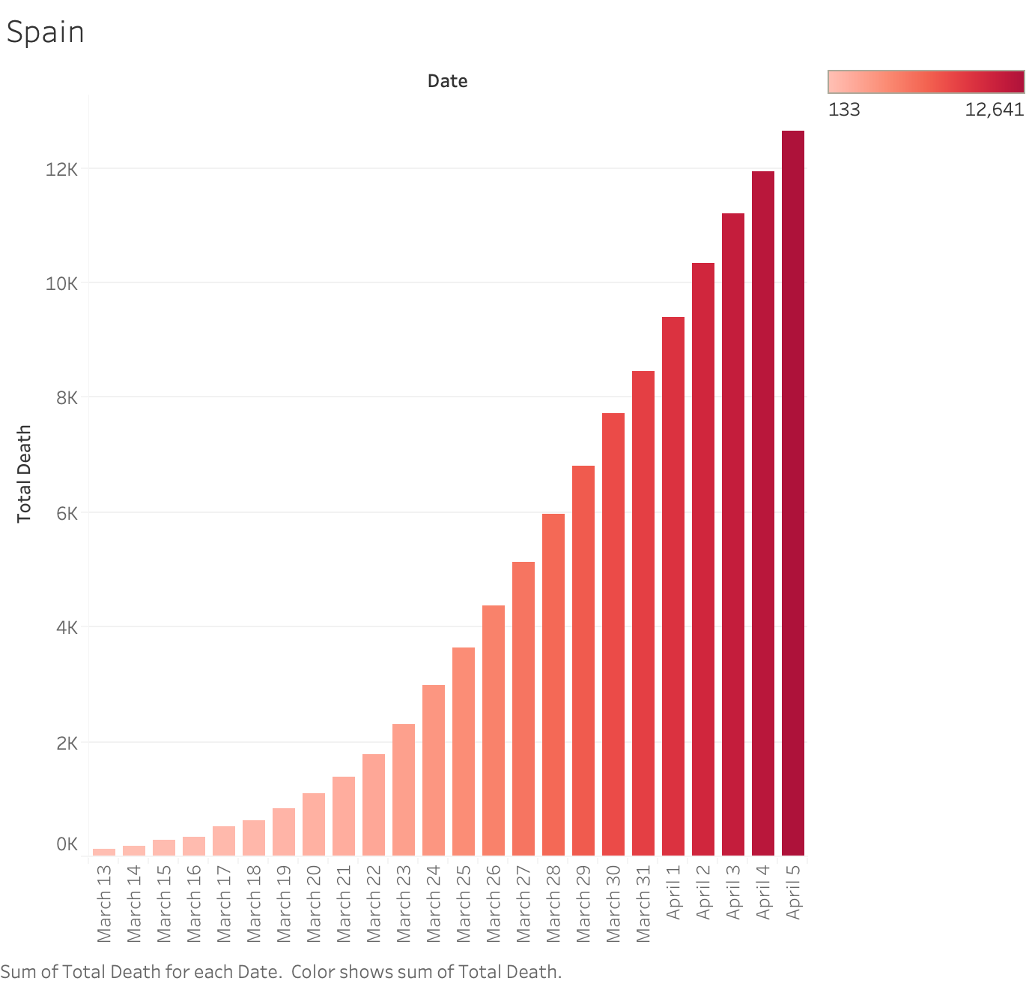 Spain
Date
133 12,641
Total Death
12K
10K
8K
6K
4K
2K
0K
March 13
March 14
March 15
March 16
March 17
March 18
March 19
March 20
March 21
March 22
March 23
March 24
March 25
March 26
March 27
March 28
March 29
March 30
March 31
April 1
April 2
April 3
April 4
April 5
Sum of Total Death for each Date. Color shows sum of Total Death.